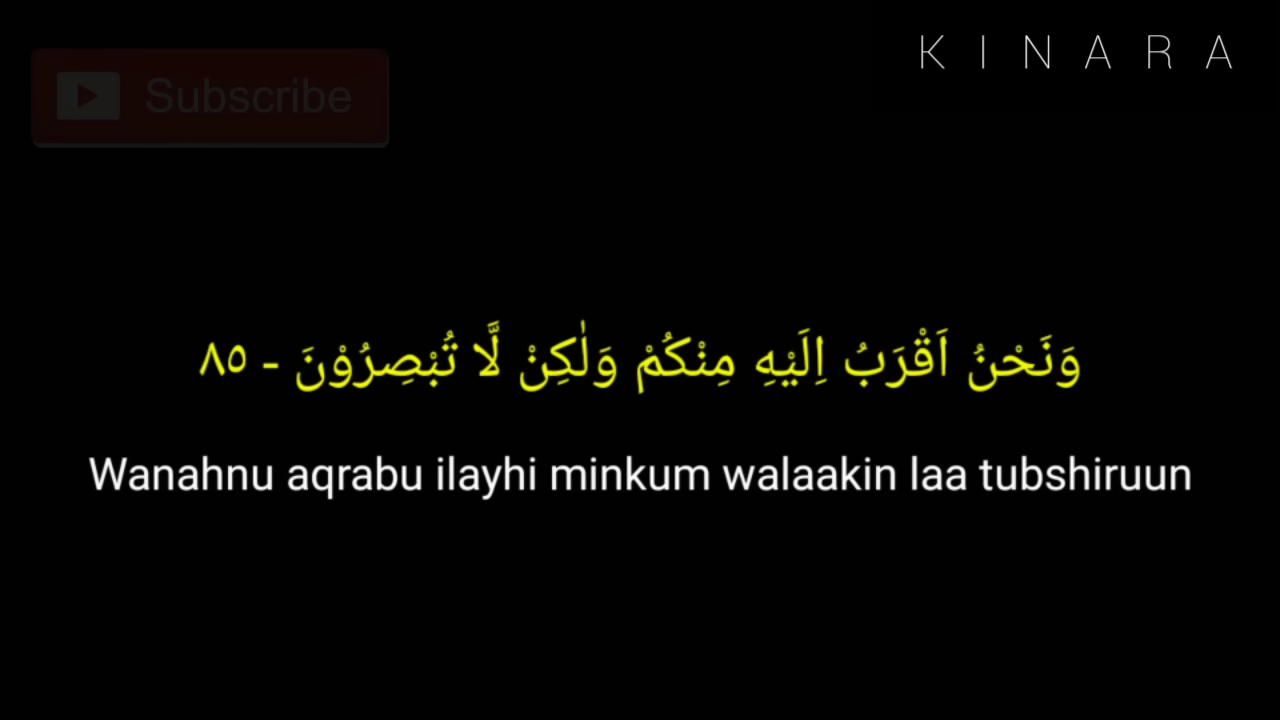 K I N A R A
Subscribe
وَنَحْنُ اَقْرَبُ اِلَيْهِ مِنْكُمْ وَلٰكِنْ لَّا تُبْصِرُوْنَ - ٨٥
Wanahnu aqrabu ilayhi minkum walaakin laa tubshiruun